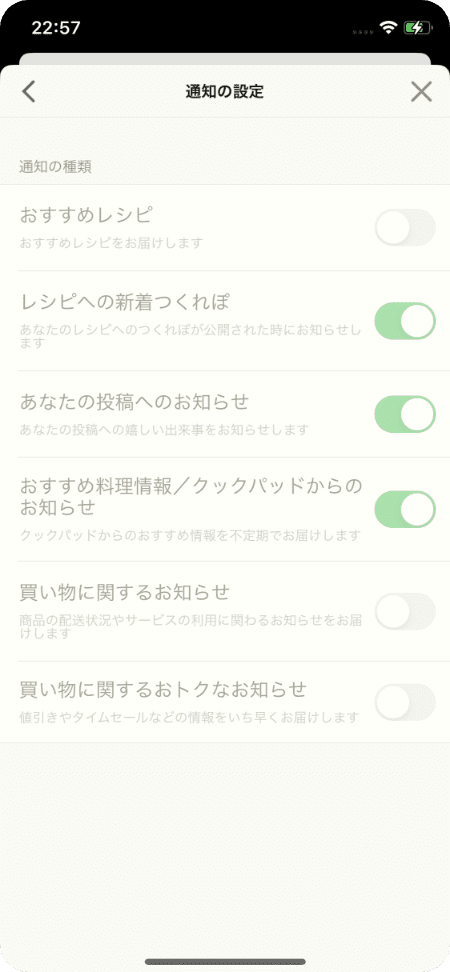 22:57
通知の設定
通知の種類
おすすめレシピ
おすすめレシピをお届けします
レシピへの新着つくれぽ
あなたのレシピへのつくれぽが公開された時にお知らせし
ます
あなたの投稿へのお知らせ
あなたの投稿への嬉しい出来事をお知らせします
おすすめ料理情報／クックパッドからの
お知らせ
クックパッドからのおすすめ情報を不定期でお届けします
買い物に関するお知らせ
商品の配送状況やサービスの利用に関わるお知らせをお届
けします
買い物に関するおトクなお知らせ
値引きやタイムセールなどの情報をいち早くお届けします